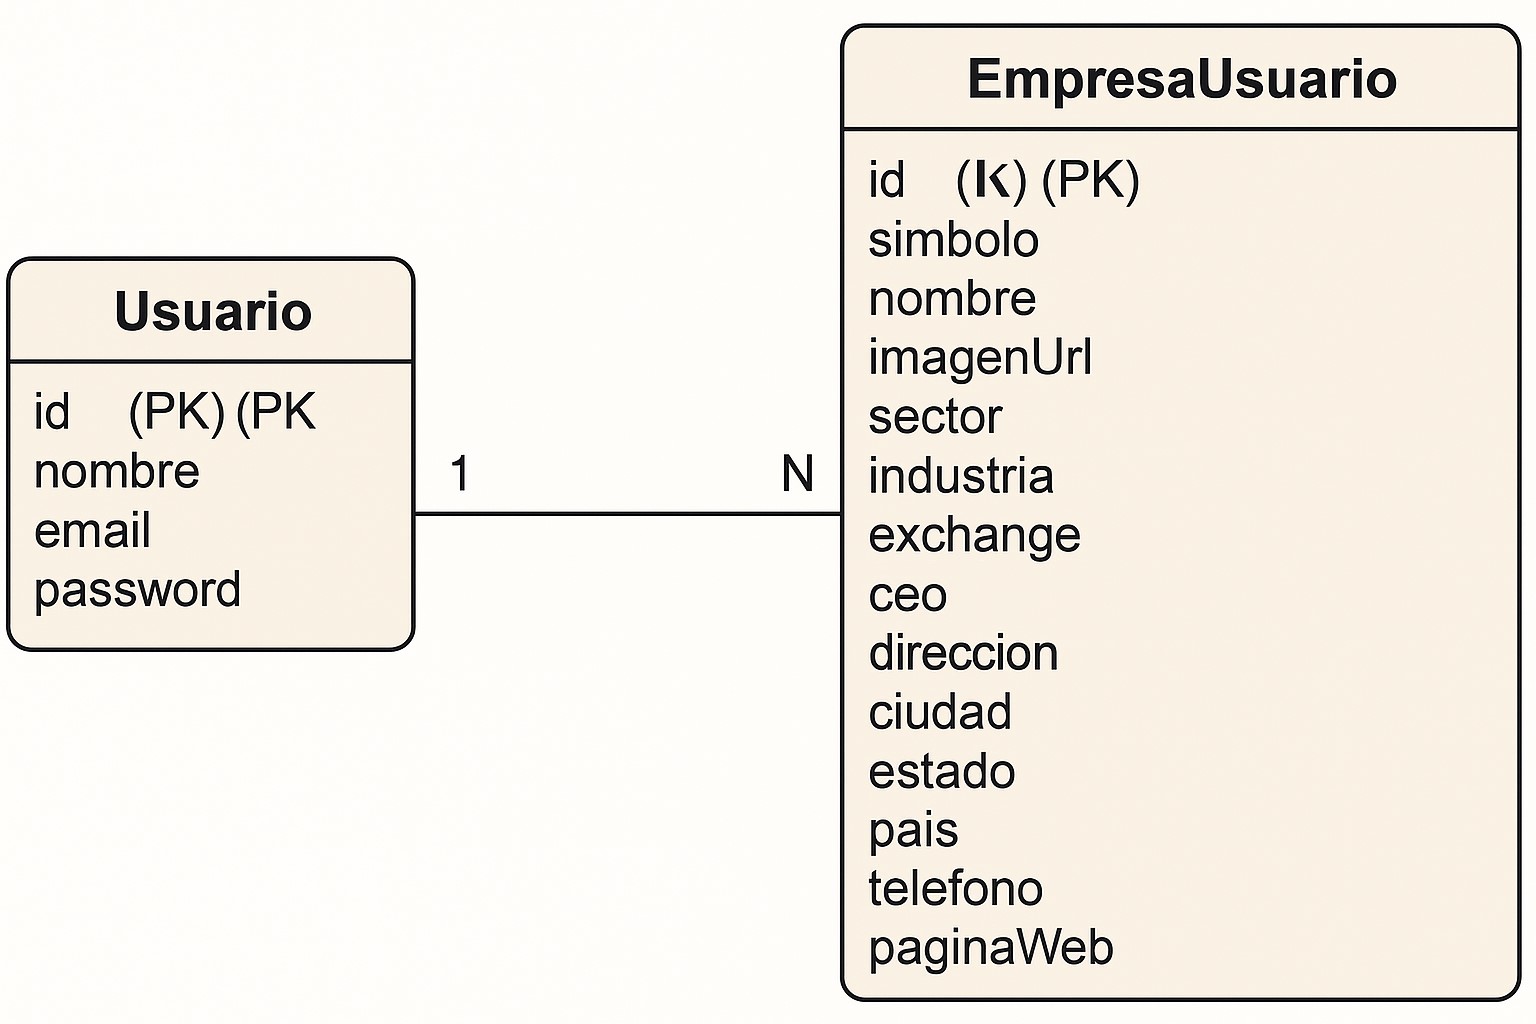 Usuario
id (PK) (PK
nombre
email
password
1
N
EmpresaUsuario
id (K) (PK)
simbolo
nombre
imagenUrl
sector
industria
exchange
ceo
direccion
ciudad
estado
pais
telefono
paginaWeb